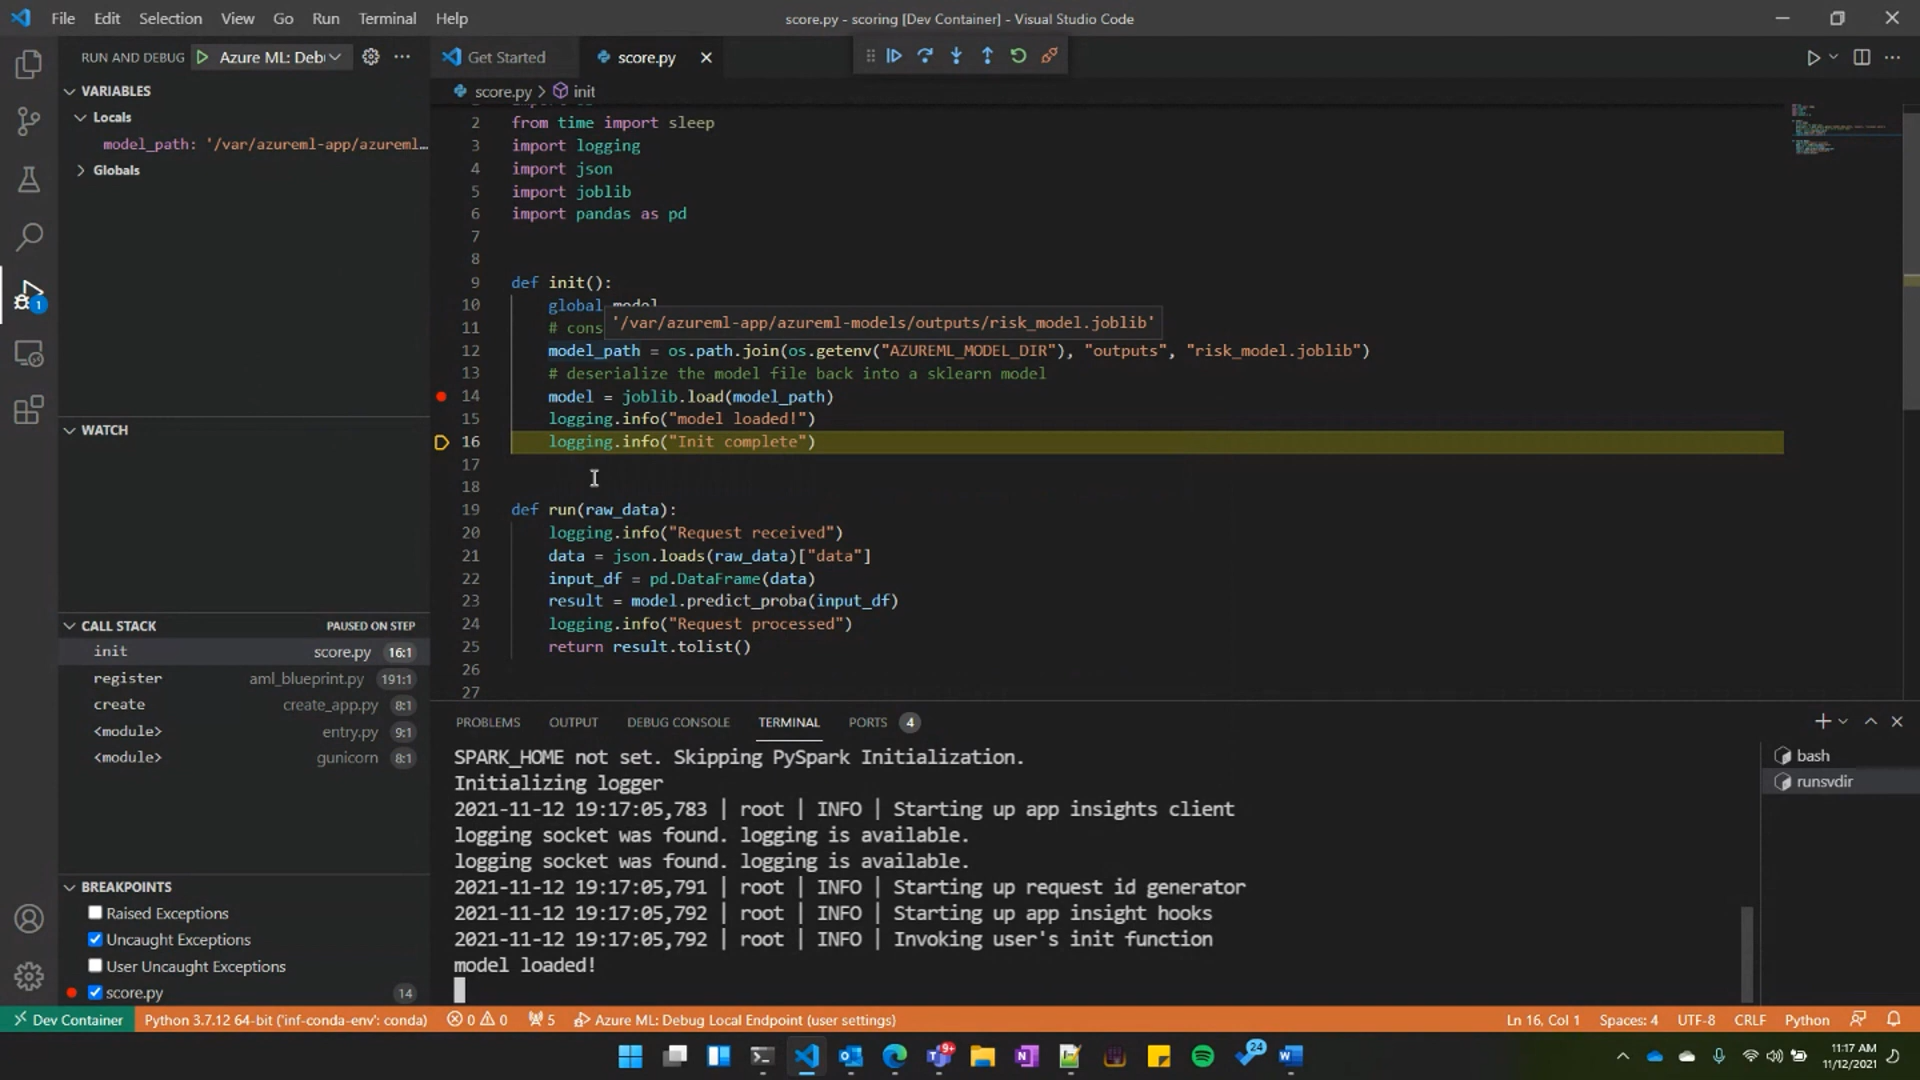 File Edit Selection View Go Run Terminal Help
score.py - scoring [Dev Container] - Visual Studio Code
RUN AND DEBUG
Azure ML: Deb
Get Started
score.py
VARIABLES
Locals
model_path: '/var/azureml-app/azureml...
Globals
WATCH
CALL STACK
PAUSED ON STEP
init score.py 16:1
register aml_blueprint.py 191:1
create create_app.py 8:1
<module> entry.py 9:1
<module> gunicorn 8:1
BREAKPOINTS
Raised Exceptions
Uncaught Exceptions
User Uncaught Exceptions
score.py 14
1
score.py > init
2 from time import sleep
3 import logging
4 import json
5 import joblib
6 import pandas as pd
7
8
9 def init():
10 global model
'/var/azureml-app/azureml-models/outputs/risk_model.joblib'
11 # cons
12 model_path = os.path.join(os.getenv("AZUREML_MODEL_DIR"), "outputs", "risk_model.joblib")
13 # deserialize the model file back into a sklearn model
14 model = joblib.load(model_path)
15 logging.info("model loaded!")
16 logging.info("Init complete")
17
18
19 def run(raw_data):
20 logging.info("Request received")
21 data = json.loads(raw_data)["data"]
22 input_df = pd.DataFrame(data)
23 result = model.predict_proba(input_df)
24 logging.info("Request processed")
25 return result.tolist()
26
27
PROBLEMS OUTPUT DEBUG CONSOLE TERMINAL PORTS 4
SPARK_HOME not set. Skipping PySpark Initialization.
Initializing logger
2021-11-12 19:17:05,783 | root | INFO | Starting up app insights client
logging socket was found. logging is available.
logging socket was found. logging is available.
2021-11-12 19:17:05,791 | root | INFO | Starting up request id generator
2021-11-12 19:17:05,792 | root | INFO | Starting up app insight hooks
2021-11-12 19:17:05,792 | root | INFO | Invoking user's init function
model loaded!
bash
runsvdir
Dev Container Python 3.7.12 64-bit ('inf-conda-env': conda) 0 0 5 Azure ML: Debug Local Endpoint (user settings) Ln 16, Col 1 Spaces: 4 UTF-8 CRLF Python
9+ 24
11:17 AM
11/12/2021